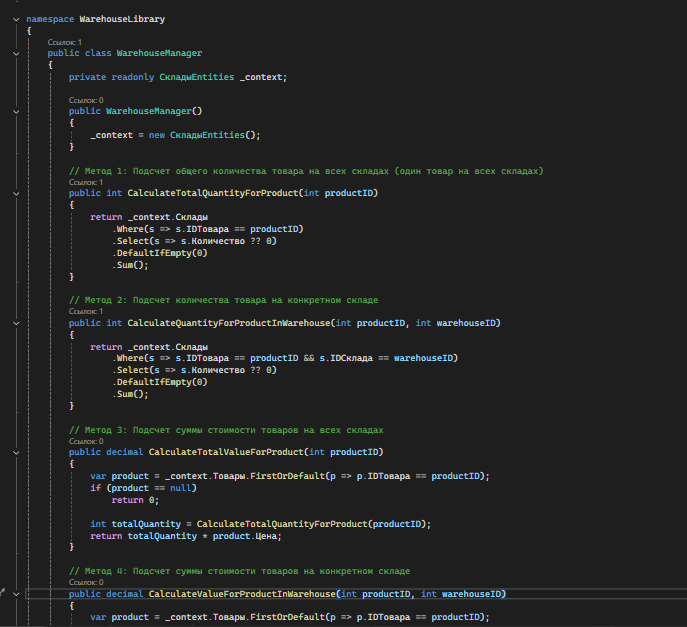 namespace WarehouseLibrary
{
Ссылок: 1
public class WarehouseManager
{
private readonly СкладыEntities _context;
Ссылок: 0
public WarehouseManager()
{
_context = new СкладыEntities();
}
// Метод 1: Подсчет общего количества товара на всех складах (один товар на всех складах)
Ссылок: 1
public int CalculateTotalQuantityForProduct(int productID)
{
return _context.Склады
.Where(s => s.IDТовара == productID)
.Select(s => s.Количество ?? 0)
.DefaultIfEmpty(0)
.Sum();
}
// Метод 2: Подсчет количества товара на конкретном складе
Ссылок: 1
public int CalculateQuantityForProductInWarehouse(int productID, int warehouseID)
{
return _context.Склады
.Where(s => s.IDТовара == productID && s.IDСклада == warehouseID)
.Select(s => s.Количество ?? 0)
.DefaultIfEmpty(0)
.Sum();
}
// Метод 3: Подсчет суммы стоимости товаров на всех складах
Ссылок: 0
public decimal CalculateTotalValueForProduct(int productID)
{
var product = _context.Товары.FirstOrDefault(p => p.IDТовара == productID);
if (product == null)
return 0;
int totalQuantity = CalculateTotalQuantityForProduct(productID);
return totalQuantity * product.Цена;
}
// Метод 4: Подсчет суммы стоимости товаров на конкретном складе
Ссылок: 0
public decimal CalculateValueForProductInWarehouse(int productID, int warehouseID)
{
var product = _context.Товары.FirstOrDefault(p => p.IDТовара == productID);